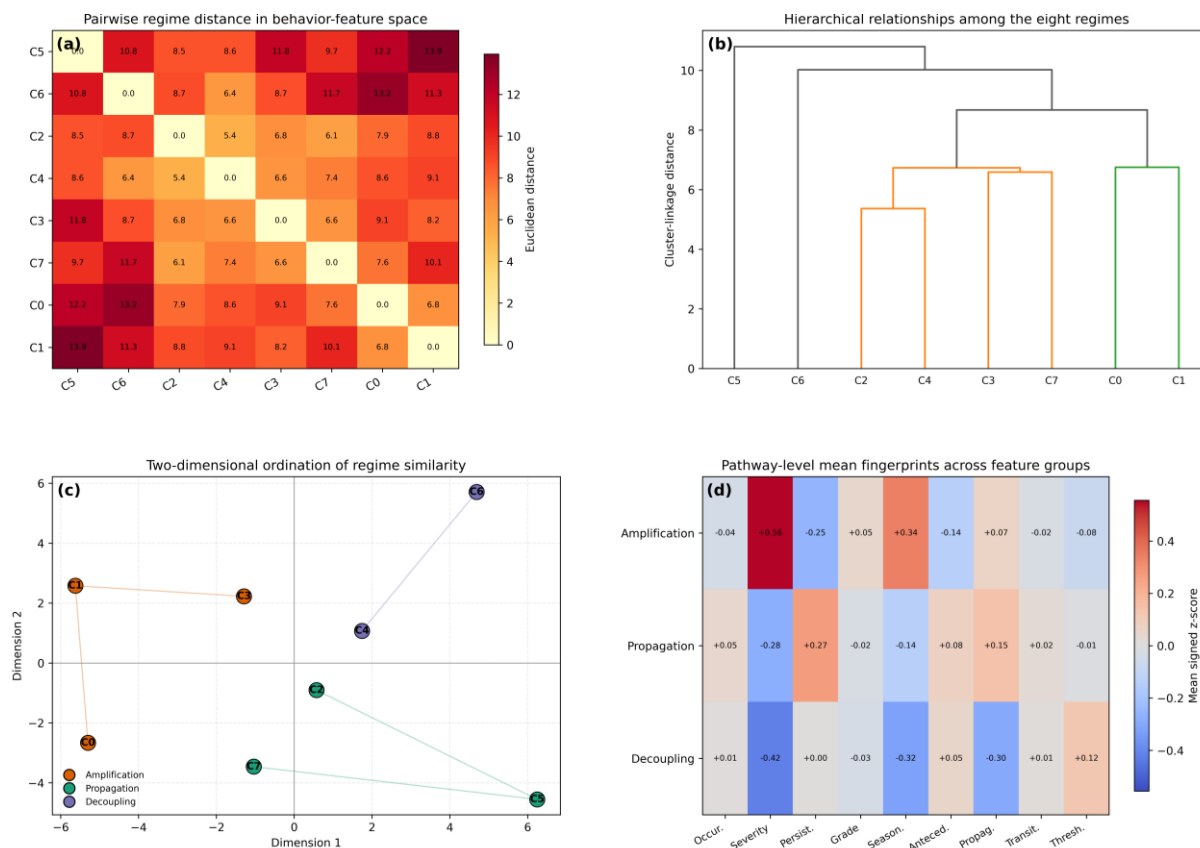 Pairwise regime distance in behavior-feature space
(a)
C5 0.0 10.8 8.5 8.6 11.8 9.7 12.2 13.9
C6 10.8 0.0 8.7 6.4 8.7 11.7 13.2 11.3
C2 8.5 8.7 0.0 5.4 6.8 6.1 7.9 8.8
C4 8.6 6.4 5.4 0.0 6.6 7.4 8.6 9.1
C3 11.8 8.7 6.8 6.6 0.0 6.6 9.1 8.2
C7 9.7 11.7 6.1 7.4 6.6 0.0 7.6 10.1
C0 12.2 13.2 7.9 8.6 9.1 7.6 0.0 6.8
C1 13.9 11.3 8.8 9.1 8.2 10.1 6.8 0.0
C5 C6 C2 C4 C3 C7 C0 C1
12
10
8
6
4
2
0
Euclidean distance
Hierarchical relationships among the eight regimes
(b)
10
8
6
4
2
0
Cluster-linkage distance
C5 C6 C2 C4 C3 C7 C0 C1
Two-dimensional ordination of regime similarity
(c)
6
4
2
0
−2
−4
Dimension 2
C6
C1
C3
C4
C2
C0
C7
C5
Amplification
Propagation
Decoupling
−6 −4 −2 0 2 4 6
Dimension 1
Pathway-level mean fingerprints across feature groups
(d)
Amplification -0.04 +0.56 -0.25 +0.05 +0.34 -0.14 +0.07 -0.02 -0.08
Propagation +0.05 -0.28 +0.27 -0.02 -0.14 +0.08 +0.15 +0.02 -0.01
Decoupling +0.01 -0.42 +0.00 -0.03 -0.32 +0.05 -0.30 +0.01 +0.12
Occur. Severity Persist. Grade Season. Anteced. Propag. Transit. Thresh.
0.4
0.2
0.0
−0.2
−0.4
Mean signed z-score